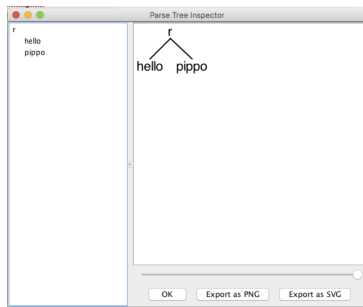 Parse Tree Inspector
r
hello
pippo
r
hello pippo
OK Export as PNG Export as SVG